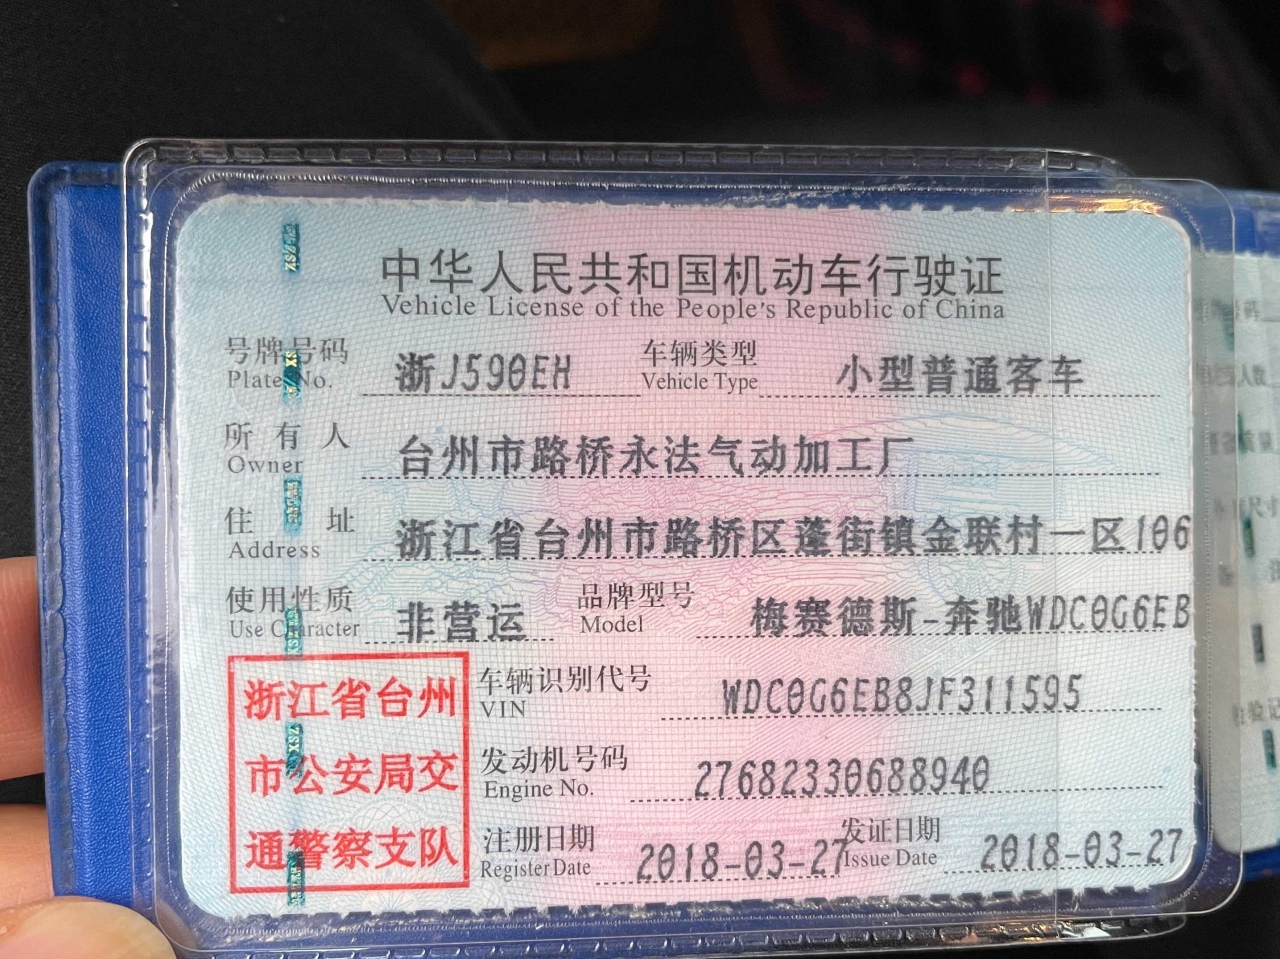 中华人民共和国机动车行驶证
Vehicle License of the People's Republic of China
号牌号码 浙J590EH 车辆类型 小型普通客车
Plate No. Vehicle Type
所有人 台州市路桥永法气动加工厂
Owner
住址 浙江省台州市路桥区蓬街镇金联村一区106
Address
使用性质 非营运 品牌型号 梅赛德斯-奔驰WDC0G6EB
Use Character Model
浙江省台州
市公安局交
通警察支队
车辆识别代号 WDC0G6EB8JF311595
VIN
发动机号码 27682330688940
Engine No.
注册日期 2018-03-27 发证日期 2018-03-27
Register Date Issue Date